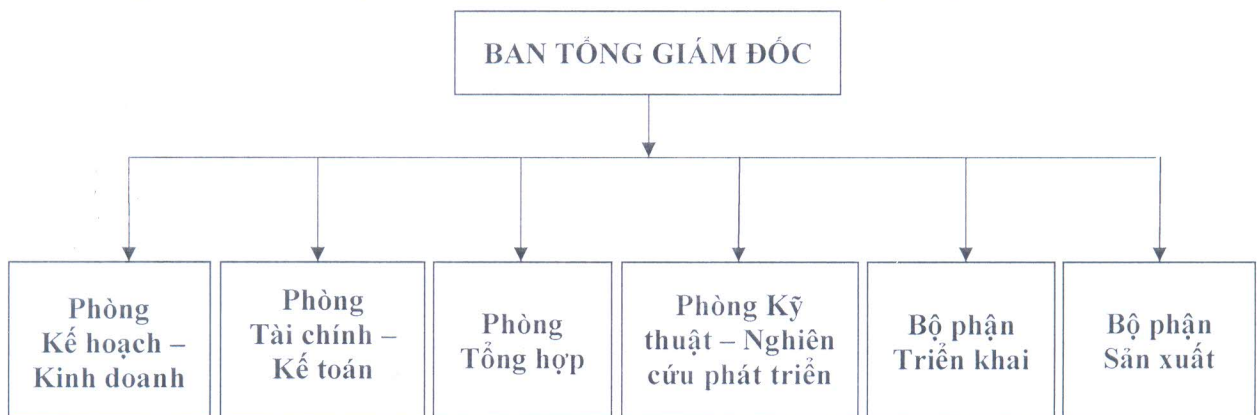 BAN TỔNG GIÁM ĐỐC
Phòng
Kế hoạch –
Kinh doanh
Phòng
Tài chính –
Kế toán
Phòng
Tổng hợp
Phòng Kỹ
thuật – Nghiên
cứu phát triển
Bộ phận
Triển khai
Bộ phận
Sản xuất